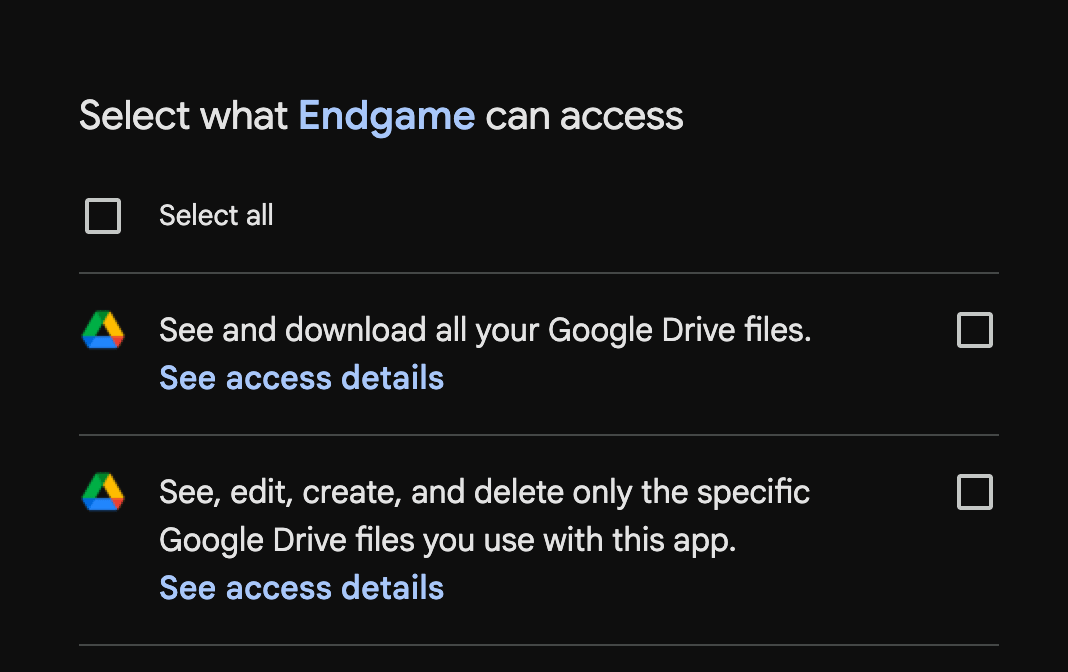 Select what Endgame can access
Select all
See and download all your Google Drive files.
See access details
See, edit, create, and delete only the specific
Google Drive files you use with this app.
See access details